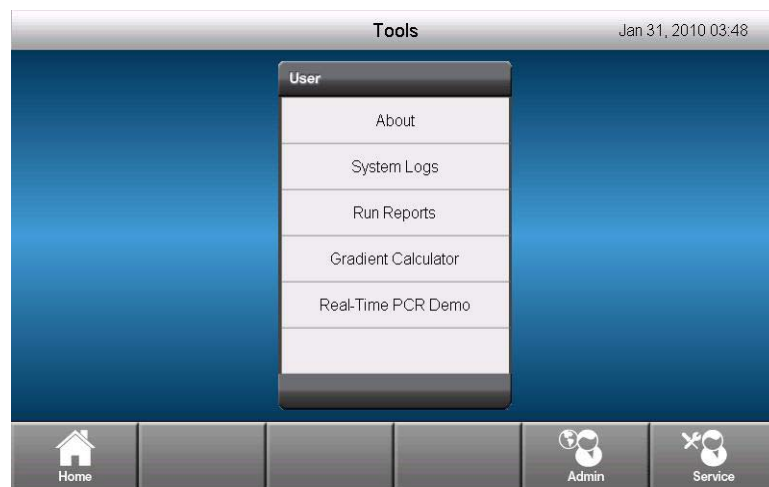 Tools
Jan 31, 2010 03:48
User
About
System Logs
Run Reports
Gradient Calculator
Real-Time PCR Demo
Home
Admin
Service